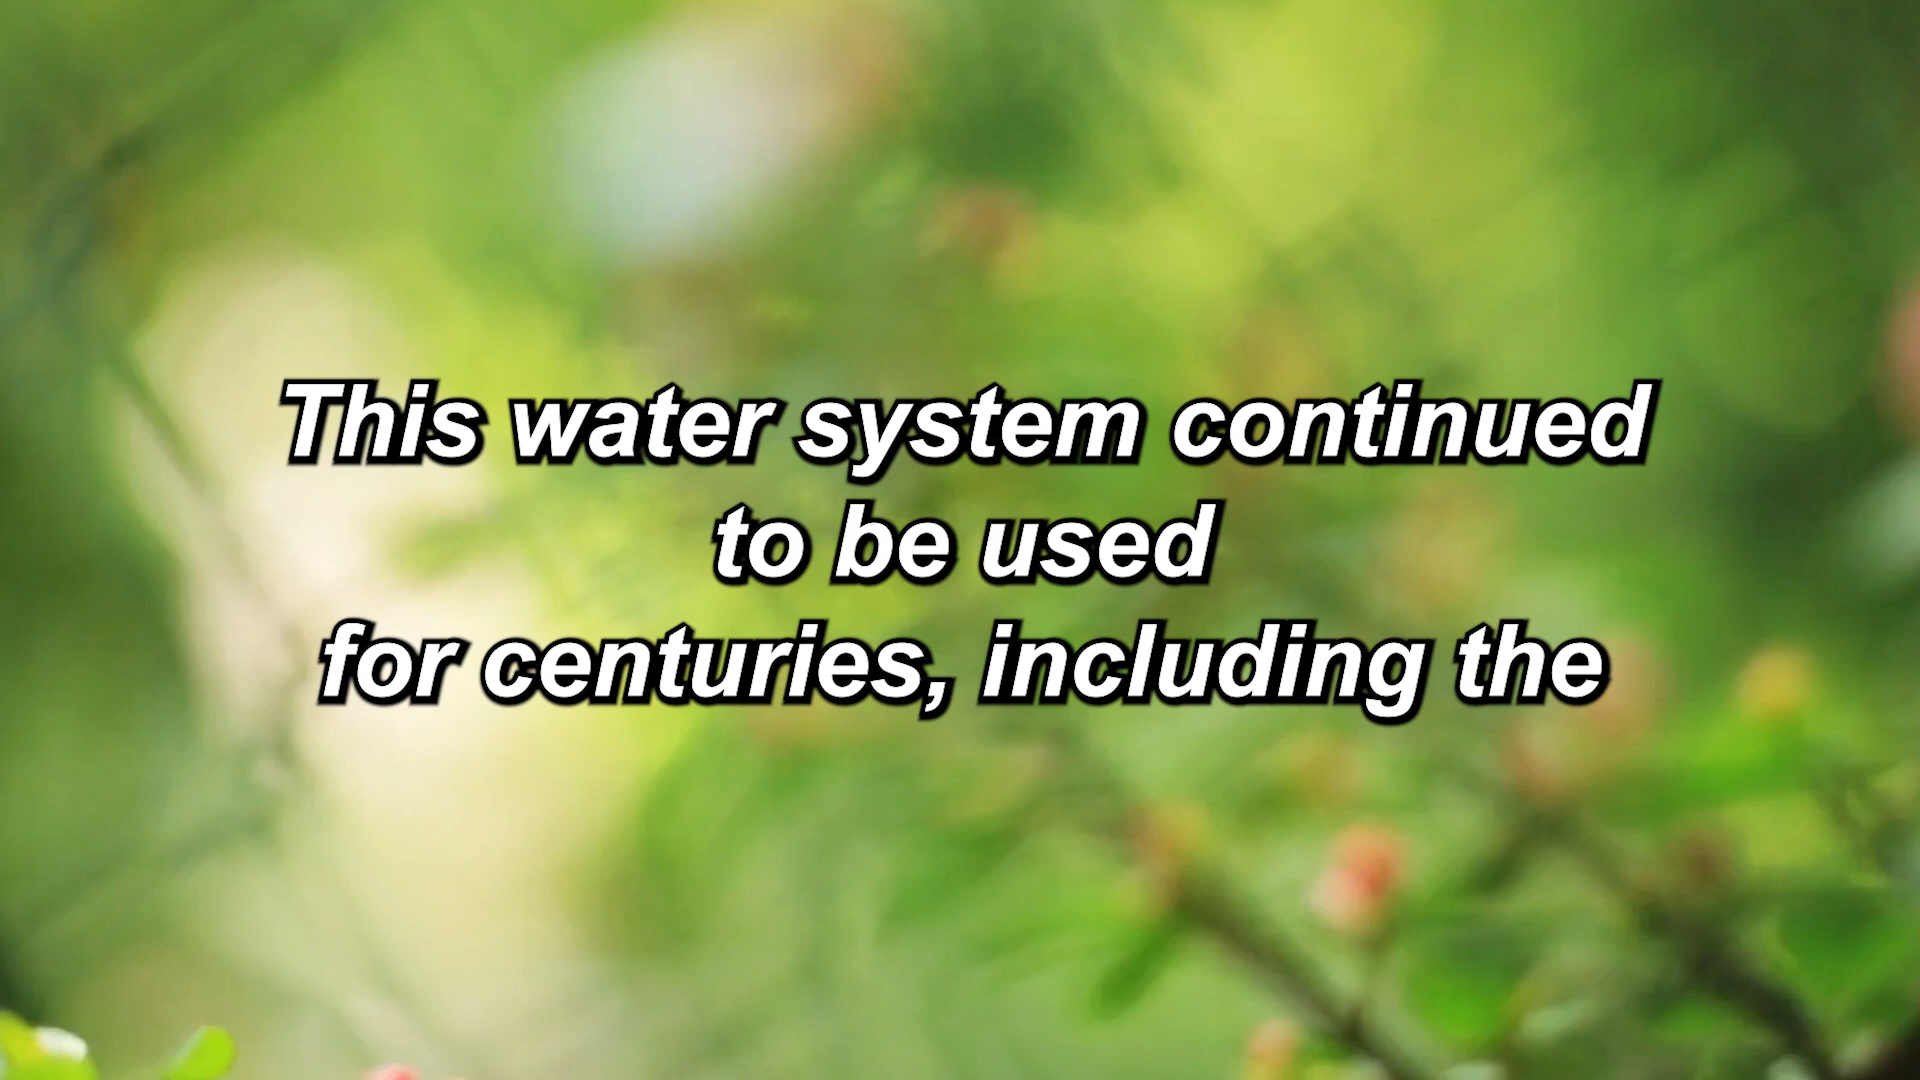 This water system continued
to be used
for centuries, including the